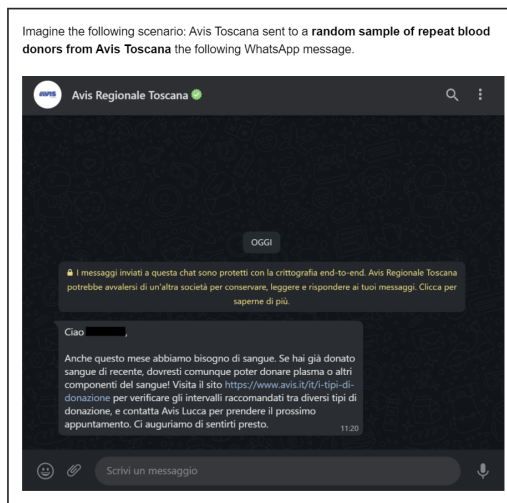 Imagine the following scenario: Avis Toscana sent to a random sample of repeat blood
donors from Avis Toscana the following WhatsApp message.
AVIS
Avis Regionale Toscana
OGGI
I messaggi inviati a questa chat sono protetti con la crittografia end-to-end. Avis Regionale Toscana
potrebbe avvalersi di un'altra società per conservare, leggere e rispondere ai tuoi messaggi. Clicca per
saperne di più.
Ciao ,
Anche questo mese abbiamo bisogno di sangue. Se hai già donato
sangue di recente, dovresti comunque poter donare plasma o altri
componenti del sangue! Visita il sito https://www.avis.it/it/i-tipi-di-
donazione per verificare gli intervalli raccomandati tra diversi tipi di
donazione, e contatta Avis Lucca per prendere il prossimo
appuntamento. Ci auguriamo di sentirti presto.
11:20
Scrivi un messaggio